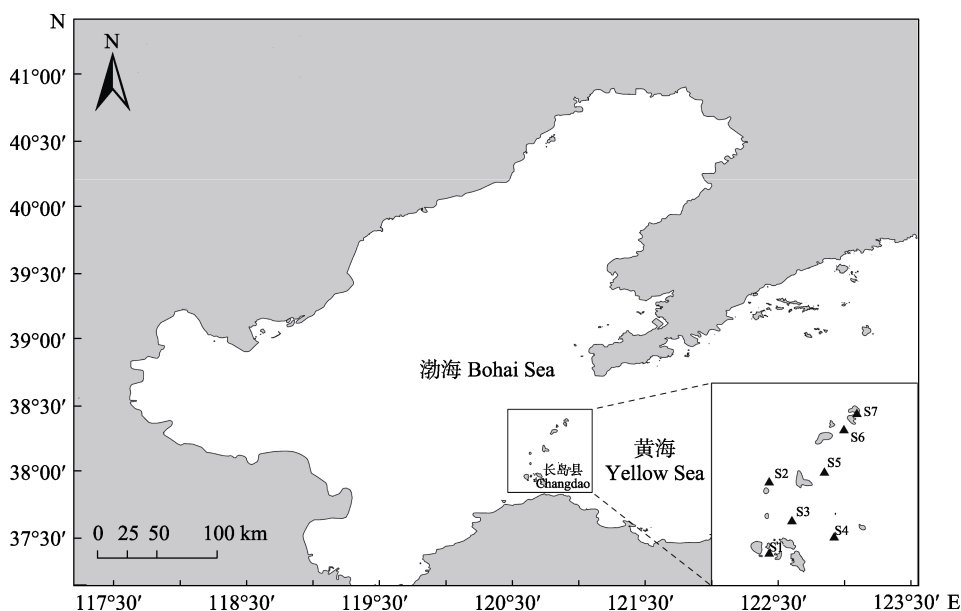 N
N
41°00′
40°30′
40°00′
39°30′
39°00′
38°30′
38°00′
37°30′
渤海 Bohai Sea
黄海
Yellow Sea
长岛县
Changdao
S7
S6
S5
S2
S3
S4
S1
0 25 50 100 km
117°30′ 118°30′ 119°30′ 120°30′ 121°30′ 122°30′ 123°30′ E